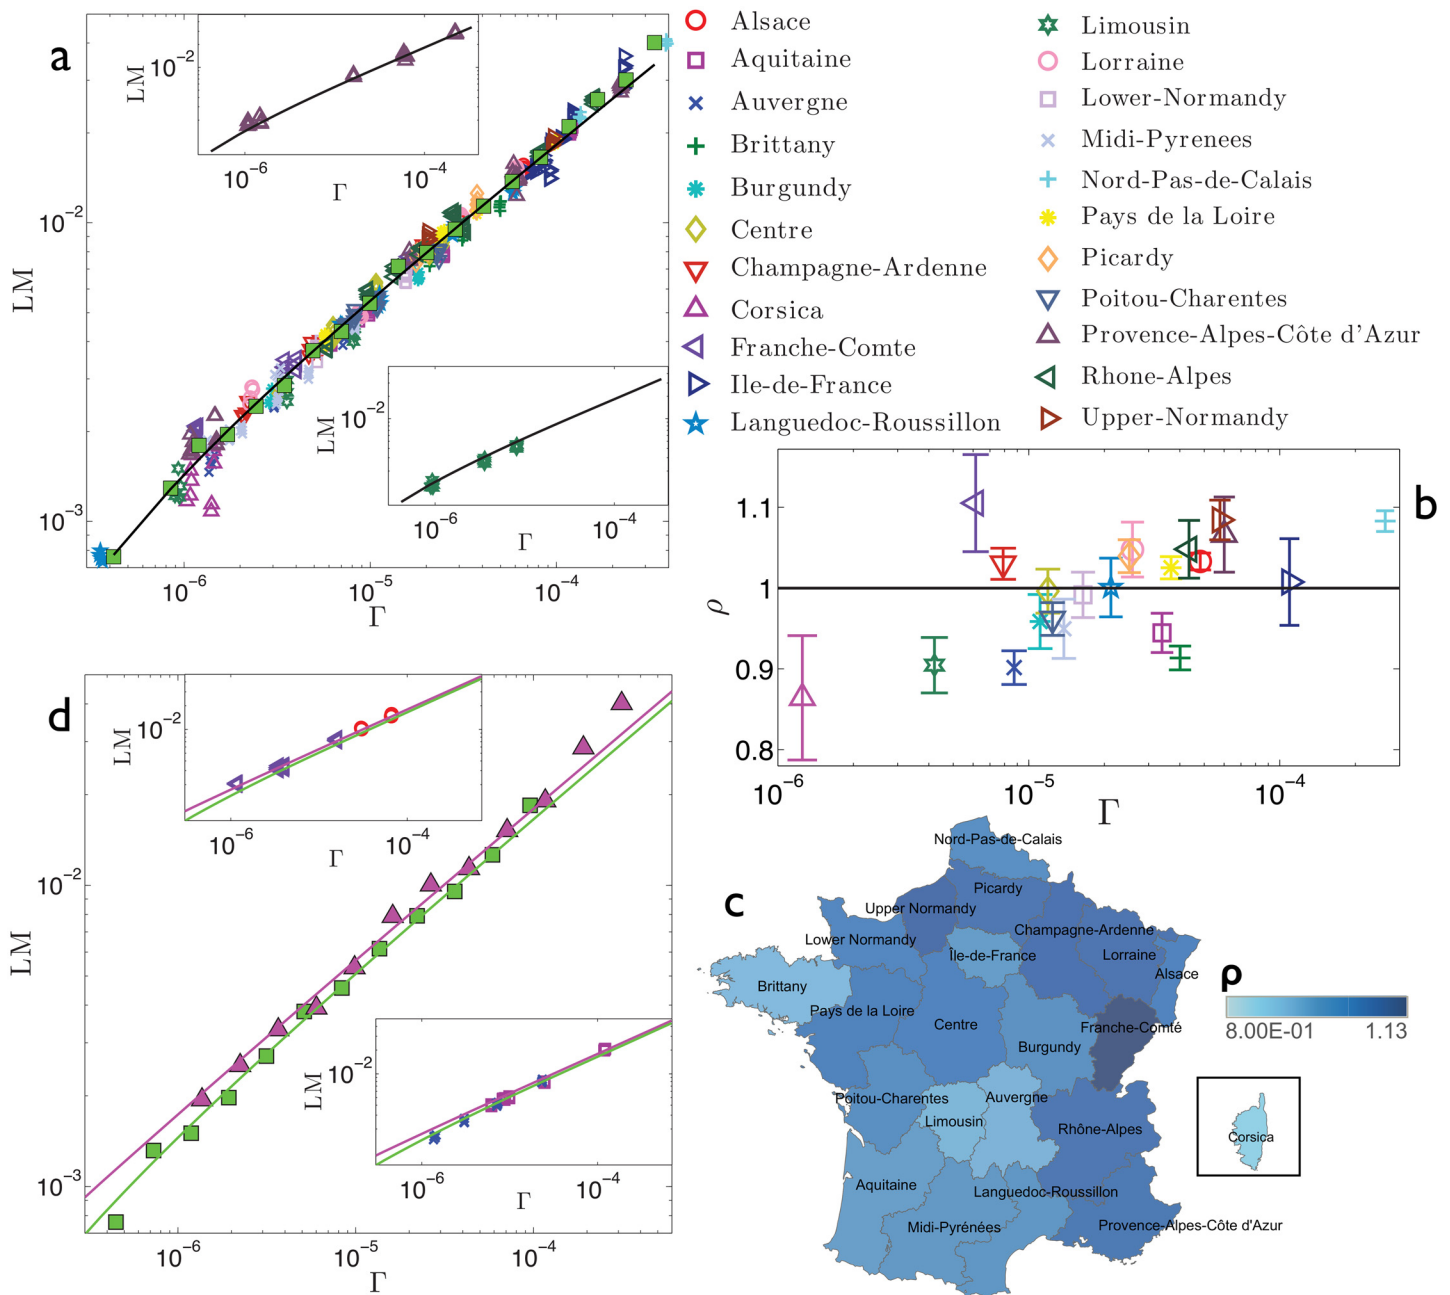 a
LM
10⁻²
10⁻³
10⁻⁶
10⁻⁵
10⁻⁴
Γ
LM
10⁻²
10⁻⁶
10⁻⁴
Γ
LM
10⁻²
10⁻⁶
10⁻⁴
Γ
Alsace
Aquitaine
Auvergne
Brittany
Burgundy
Centre
Champagne-Ardenne
Corsica
Franche-Comte
Ile-de-France
Languedoc-Roussillon
Limousin
Lorraine
Lower-Normandy
Midi-Pyrenees
Nord-Pas-de-Calais
Pays de la Loire
Picardy
Poitou-Charentes
Provence-Alpes-Côte d'Azur
Rhone-Alpes
Upper-Normandy
b
ρ
1.1
1
0.9
0.8
10⁻⁶
10⁻⁵
10⁻⁴
Γ
d
LM
10⁻²
10⁻³
10⁻⁶
10⁻⁵
10⁻⁴
Γ
LM
10⁻²
10⁻⁶
10⁻⁴
Γ
LM
10⁻²
10⁻⁶
10⁻⁴
Γ
c
Nord-Pas-de-Calais
Picardy
Upper Normandy
Champagne-Ardenne
Lower Normandy
Île-de-France
Lorraine
Alsace
Brittany
Pays de la Loire
Centre
Franche-Comté
Burgundy
Poitou-Charentes
Auvergne
Limousin
Rhône-Alpes
Aquitaine
Languedoc-Roussillon
Midi-Pyrénées
Provence-Alpes-Côte d'Azur
Corsica
ρ
8.00E-01 1.13